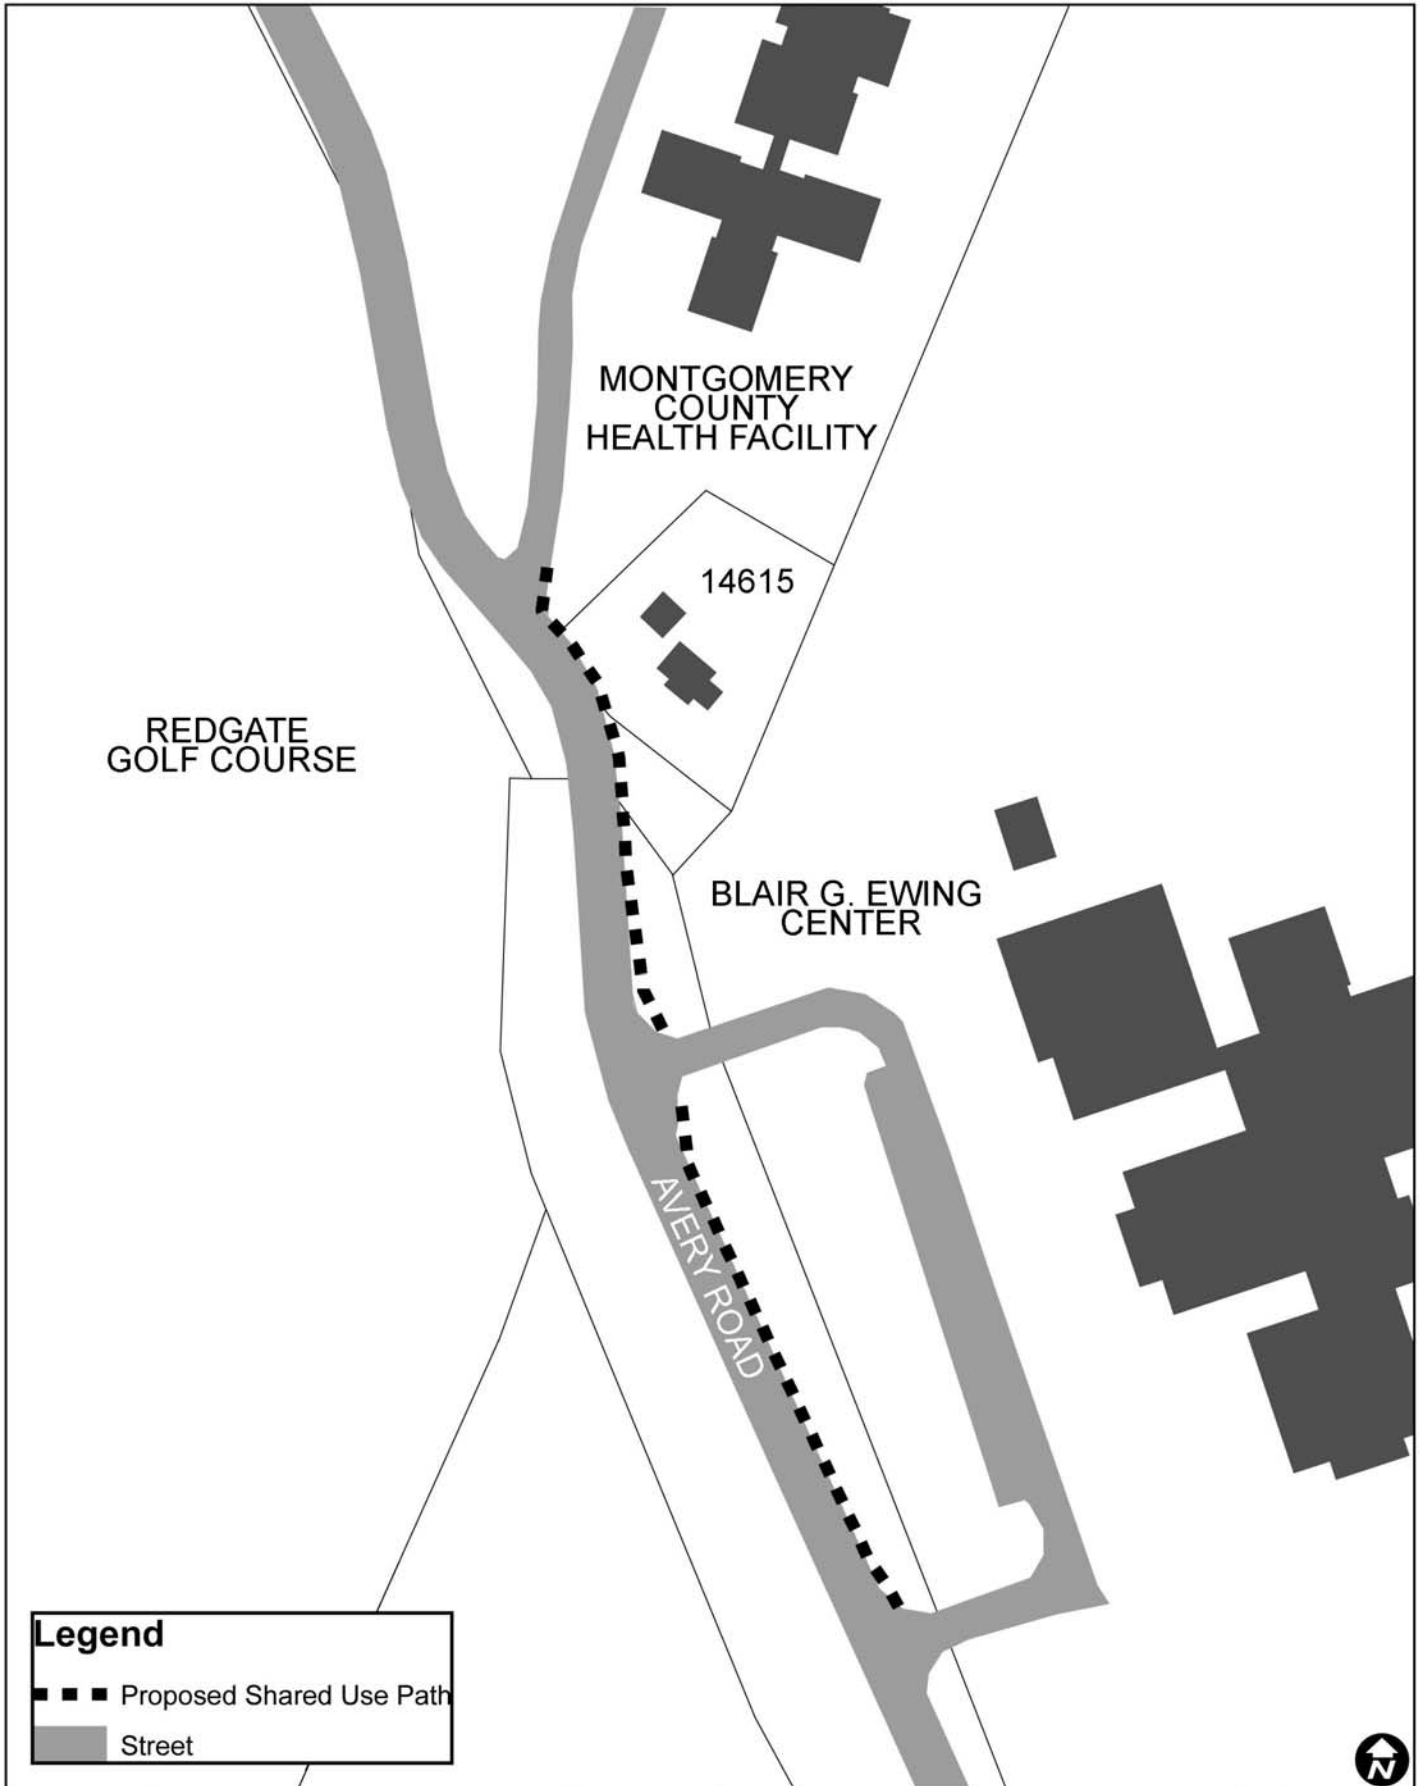 MONTGOMERY
COUNTY
HEALTH FACILITY
14615
REDGATE
GOLF COURSE
BLAIR G. EWING
CENTER
AVERY ROAD
Legend
Proposed Shared Use Path
Street
N